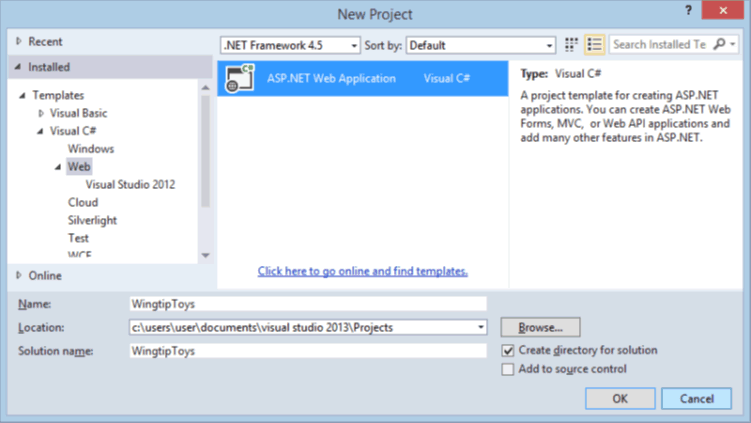 New Project
? ×
Recent
.NET Framework 4.5 Sort by: Default Search Installed Te
Installed
ASP.NET Web Application Visual C#
Type: Visual C#
A project template for creating ASP.NET
applications. You can create ASP.NET Web
Forms, MVC, or Web API applications and
add many other features in ASP.NET.
Templates
Visual Basic
Visual C#
Windows
Web
Visual Studio 2012
Cloud
Silverlight
Test
WCF
Click here to go online and find templates.
Online
Name: WingtipToys
Location: c:\users\user\documents\visual studio 2013\Projects Browse...
Solution name: WingtipToys
Create directory for solution
Add to source control
OK Cancel